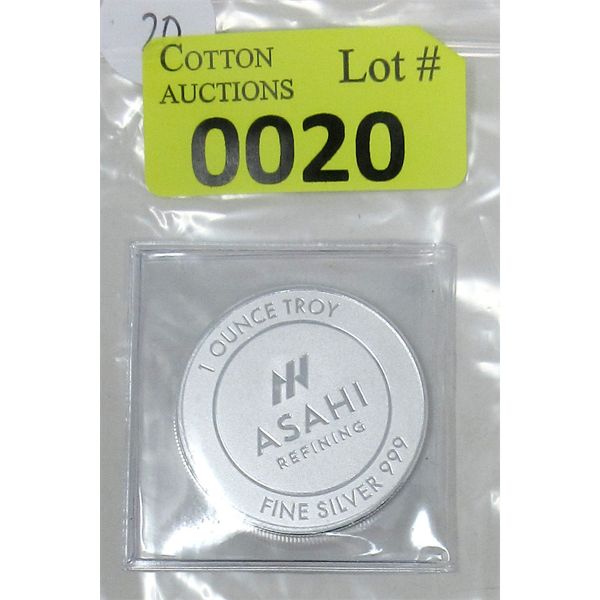 20
COTTON
AUCTIONS
Lot #
0020
1 OUNCE TROY
ASAHI
REFINING
FINE SILVER 999